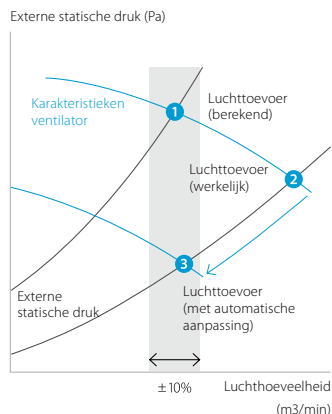 Externe statische druk (Pa)
Karakteristieken
ventilator
Luchttoevoer
(berekend)
1
Luchttoevoer
(werkelijk)
2
3
Externe
statische druk
Luchttoevoer
(met automatische
aanpassing)
±10%
Luchthoeveelheid
(m3/min)